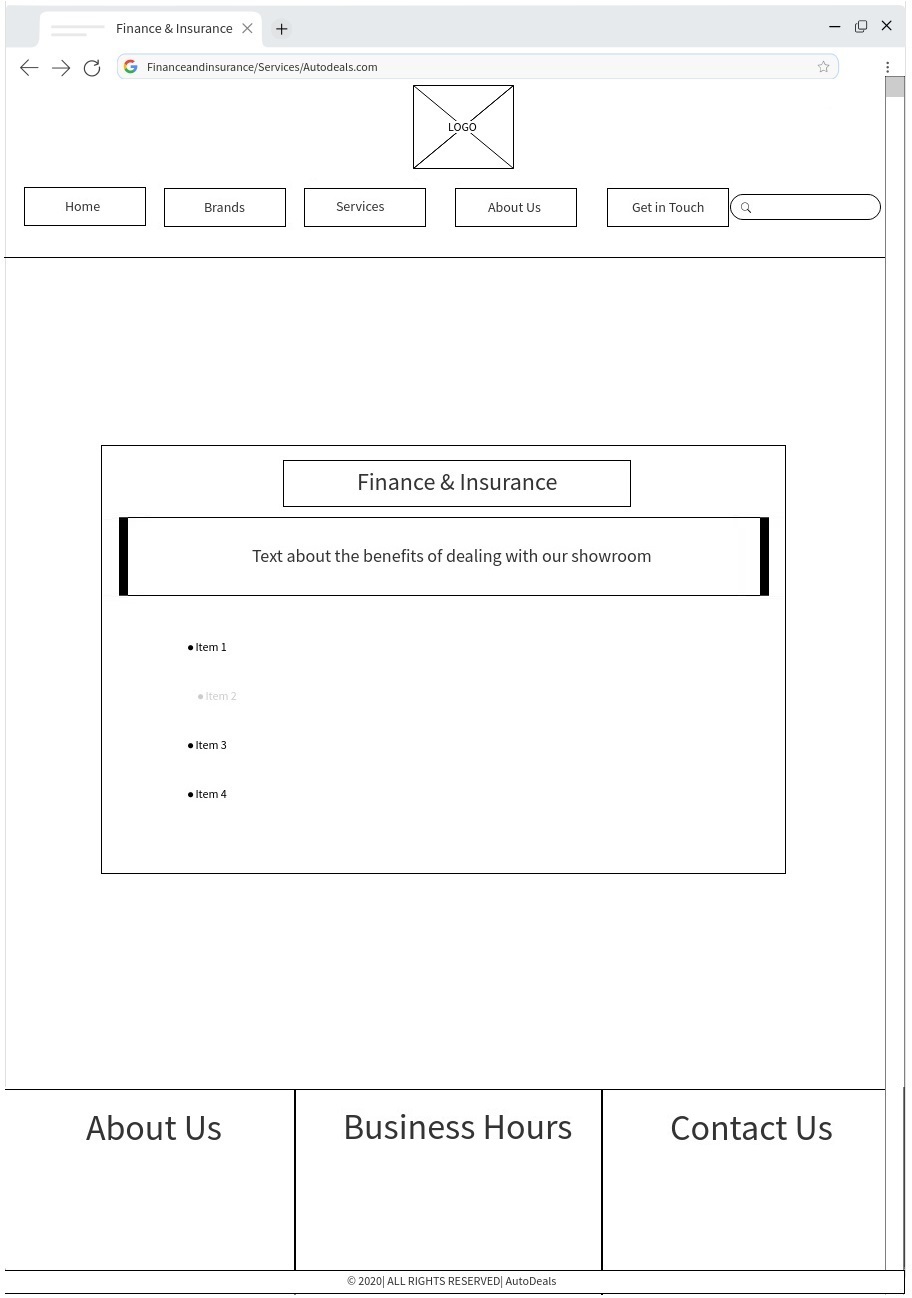 Finance & Insurance
Financeandinsurance/Services/Autodeals.com
LOGO
Home
Brands
Services
About Us
Get in Touch
Finance & Insurance
Text about the benefits of dealing with our showroom
Item 1
Item 2
Item 3
Item 4
About Us
Business Hours
Contact Us
© 2020| ALL RIGHTS RESERVED| AutoDeals